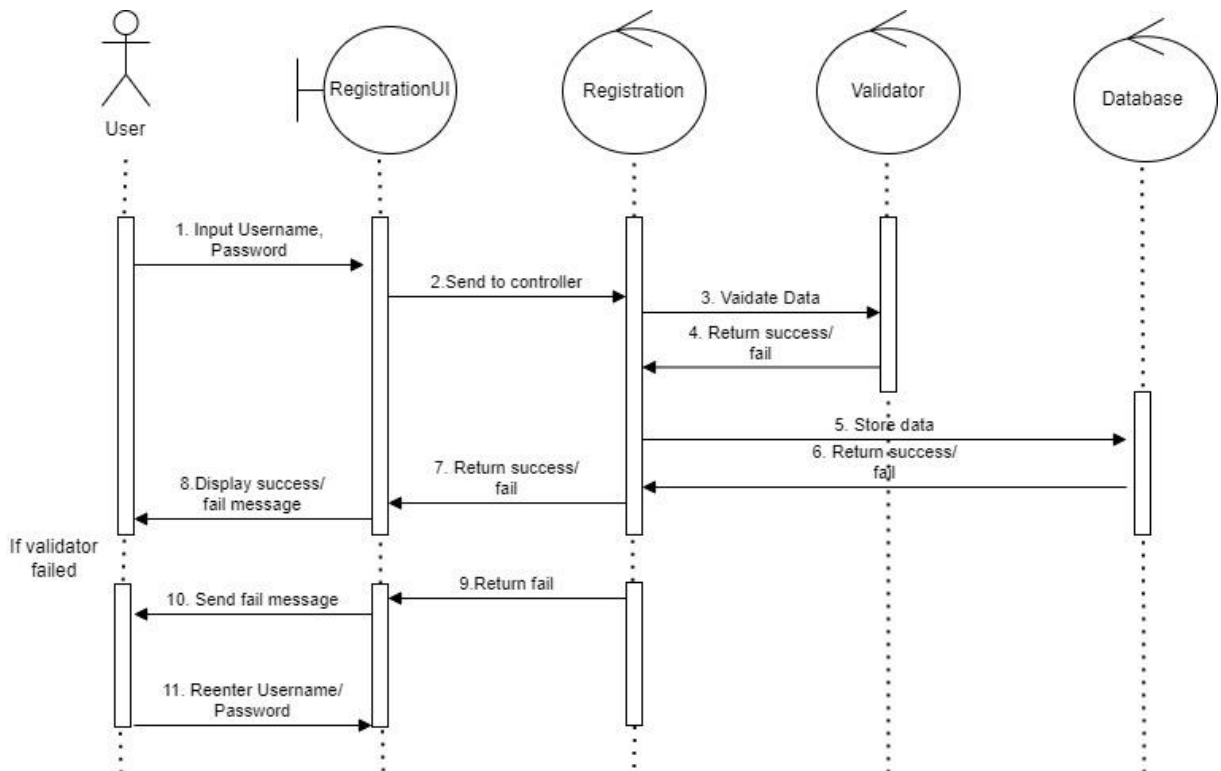 User
RegistrationUI
Registration
Validator
Database
1. Input Username,
Password
2.Send to controller
3. Vaidate Data
4. Return success/
fail
5. Store data
6. Return success/
fail
7. Return success/
fail
8.Display success/
fail message
If validator
failed
9.Return fail
10. Send fail message
11. Reenter Username/
Password